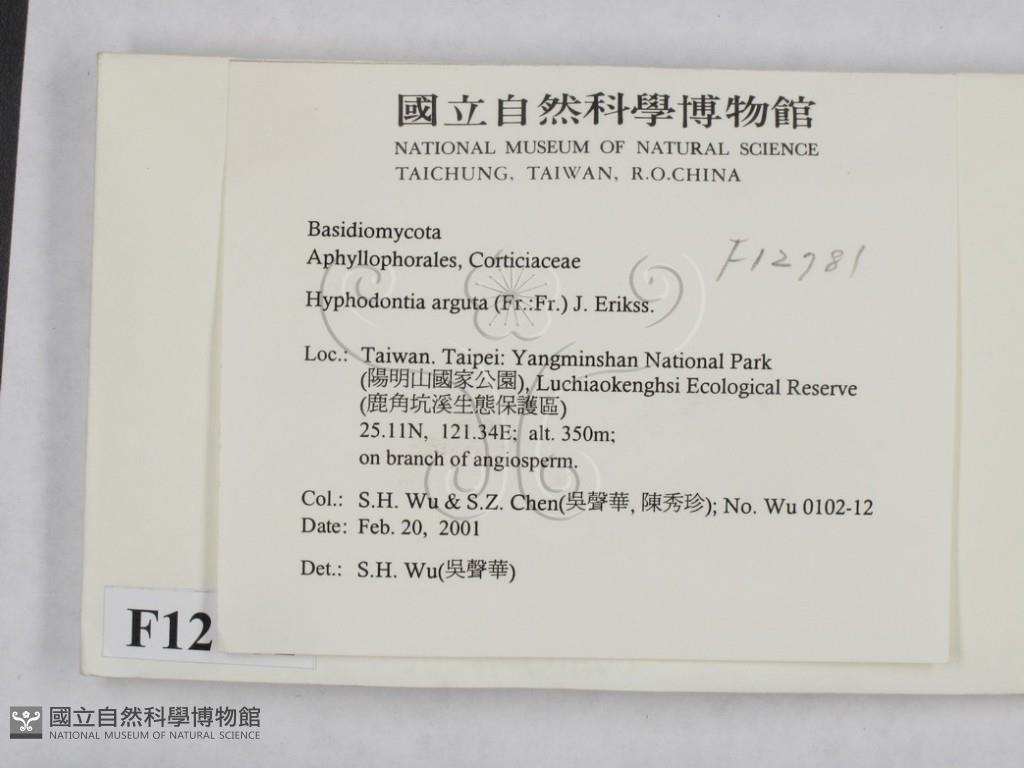 國立自然科學博物館
NATIONAL MUSEUM OF NATURAL SCIENCE
TAICHUNG, TAIWAN, R.O.CHINA
Basidiomycota
Aphyllophorales, Corticiaceae
F12781
Hyphodontia arguta (Fr.:Fr.) J. Erikss.
Loc.: Taiwan. Taipei: Yangminshan National Park
(陽明山國家公園), Luchiaokenghsi Ecological Reserve
(鹿角坑溪生態保護區)
25.11N, 121.34E; alt. 350m;
on branch of angiosperm.
Col.: S.H. Wu & S.Z. Chen(吳聲華, 陳秀珍); No. Wu 0102-12
Date: Feb. 20, 2001
Det.: S.H. Wu(吳聲華)
F12
國立自然科學博物館
NATIONAL MUSEUM OF NATURAL SCIENCE